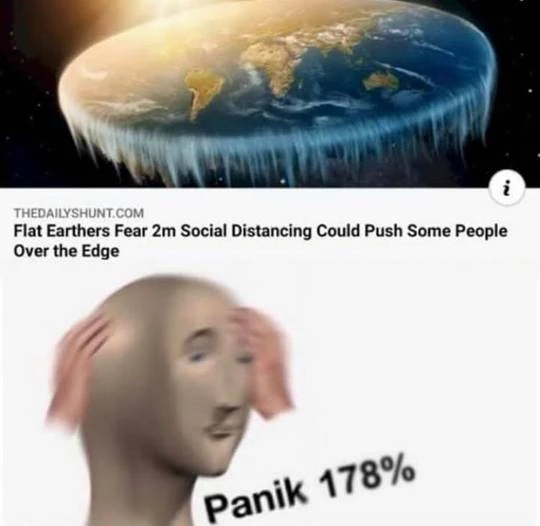 i
THEDAILYSHUNT.COM
Flat Earthers Fear 2m Social Distancing Could Push Some People
Over the Edge
Panik 178%